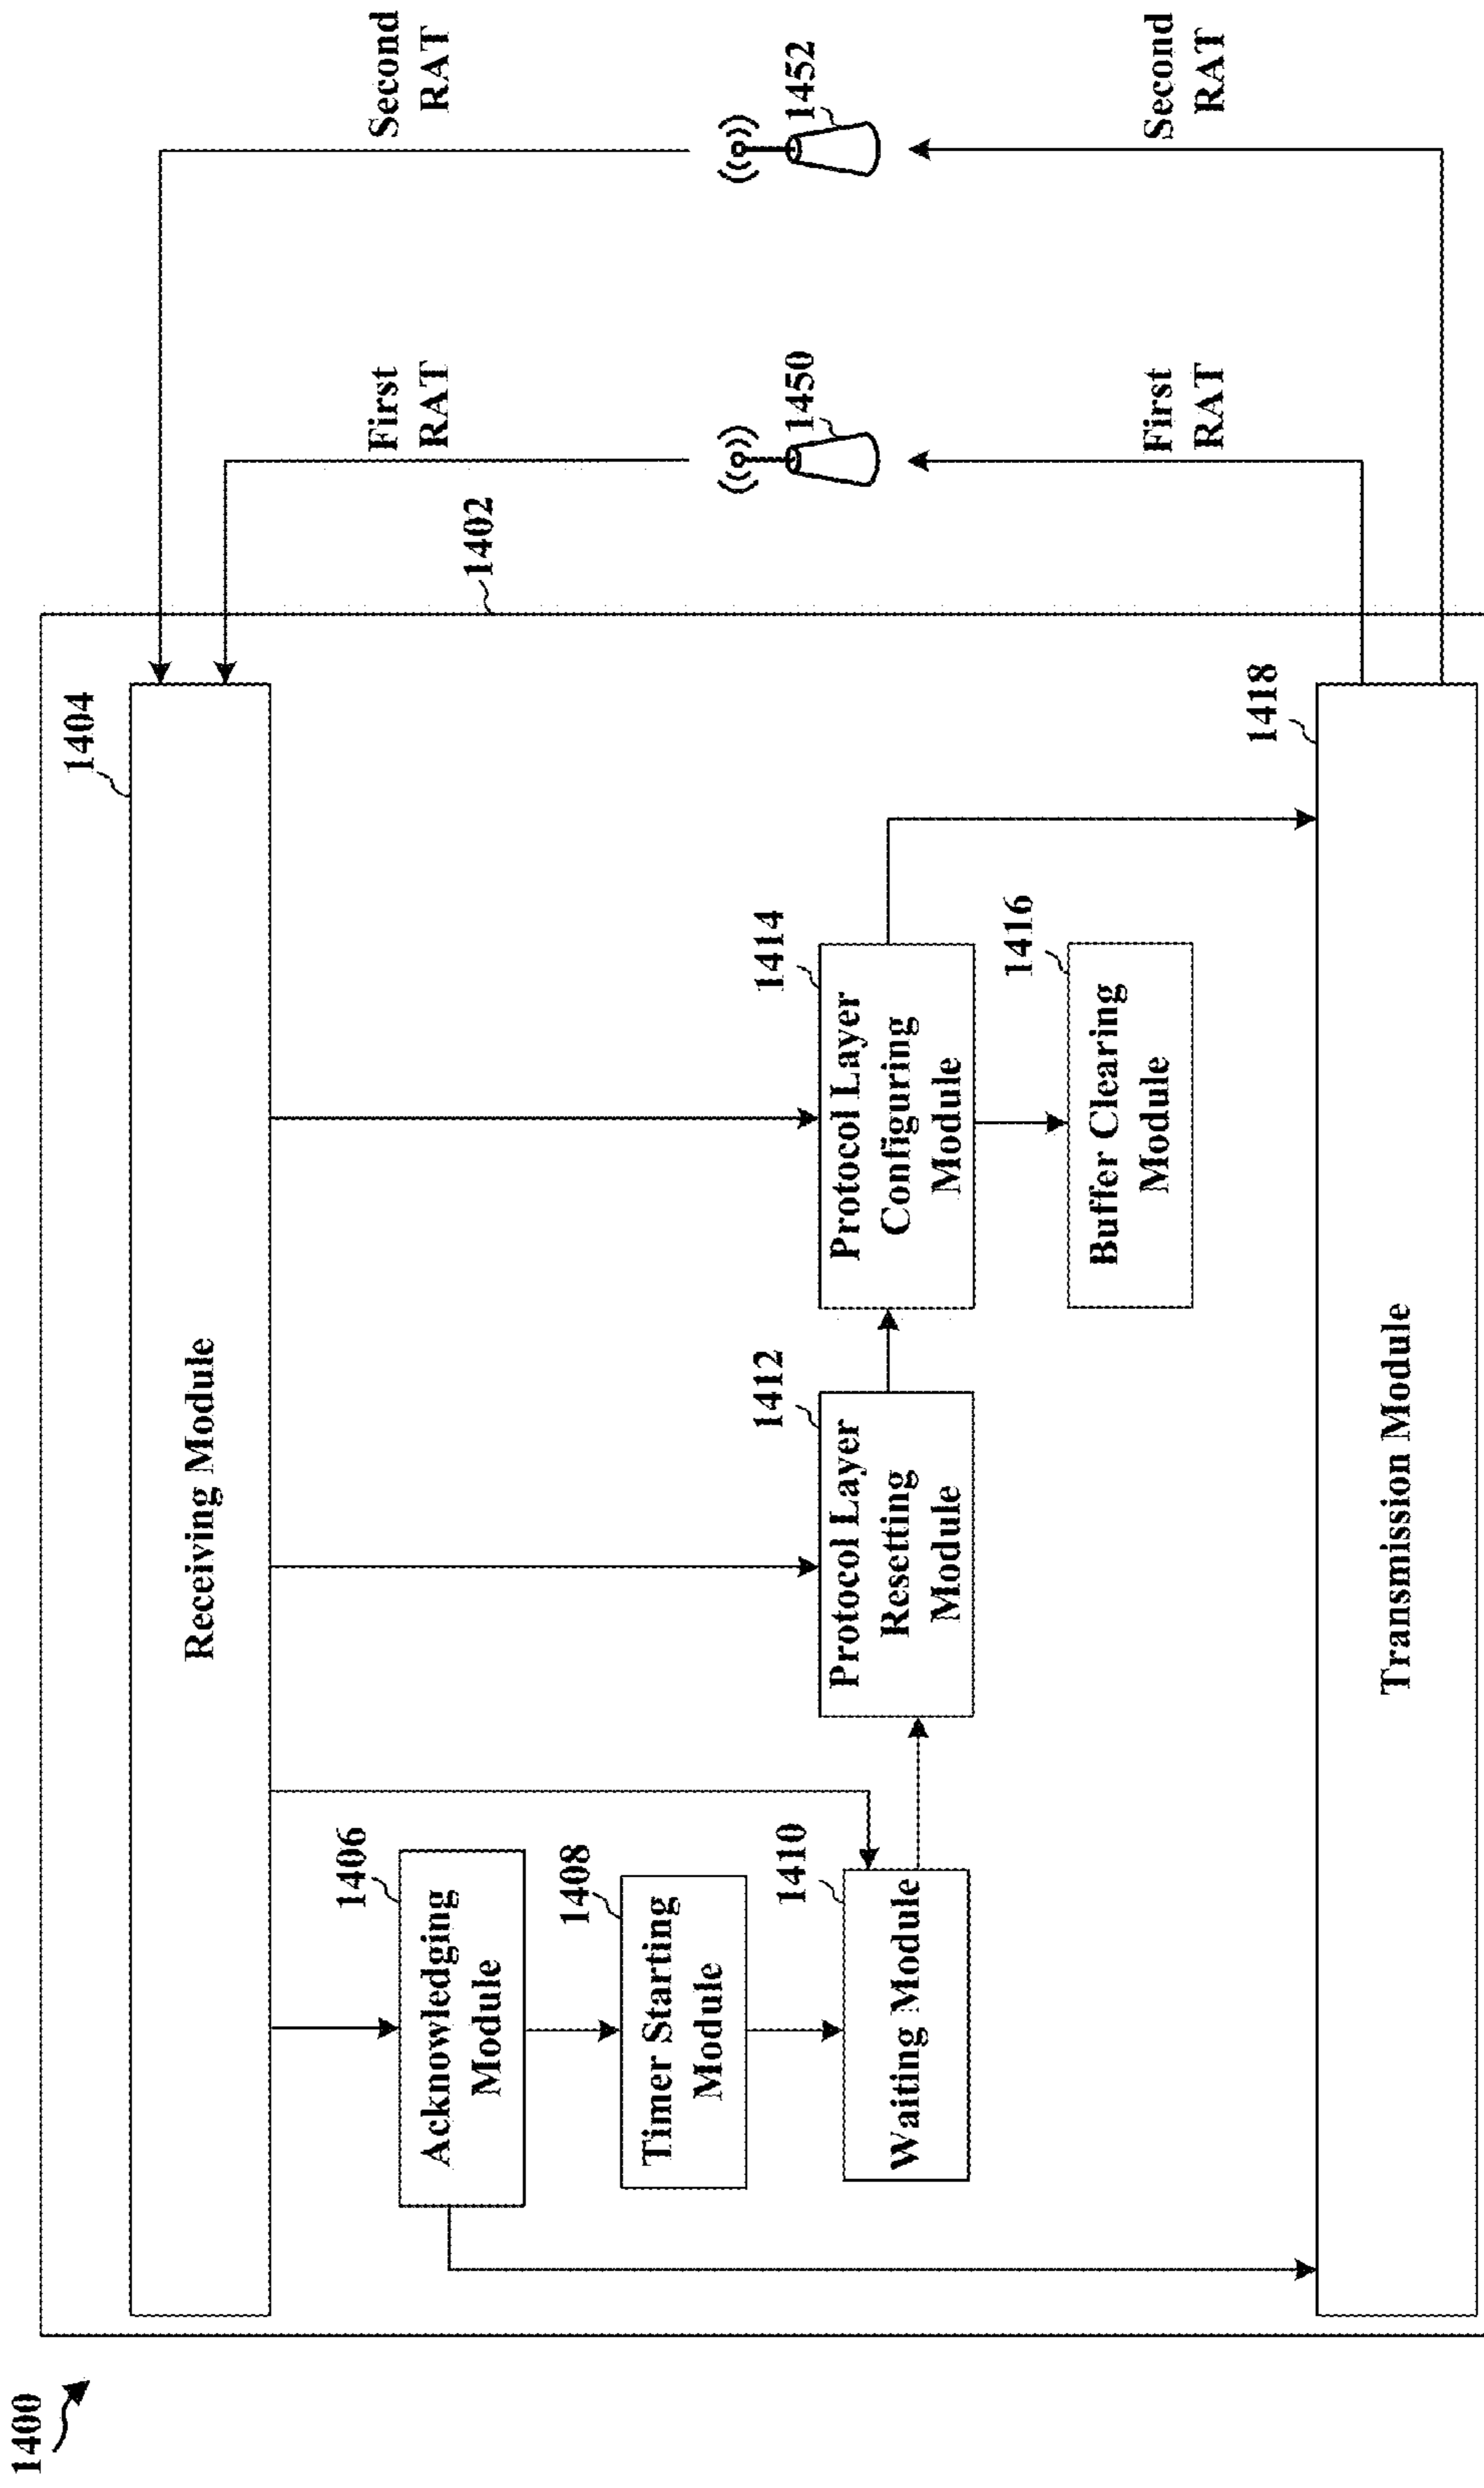 1400
1402
1404
Receiving Module
Second
RAT
First
RAT
1406
Acknowledging
Module
1408
Timer Starting
Module
1410
Waiting Module
1412
Protocol Layer
Resetting
Module
1414
Protocol Layer
Configuring
Module
1416
Buffer Clearing
Module
1450
1452
1418
Transmission Module
First
RAT
Second
RAT